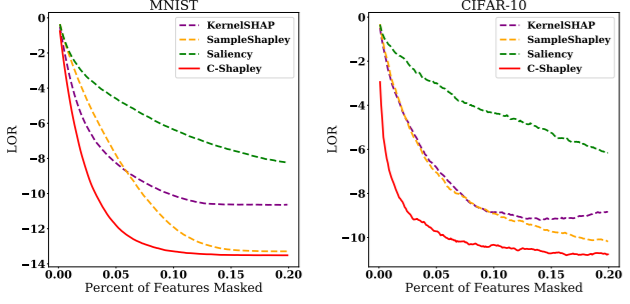 MNIST
0
−2
−4
−6
−8
−10
−12
−14
LOR
KernelSHAP
SampleShapley
Saliency
C-Shapley
0.00 0.05 0.10 0.15 0.20
Percent of Features Masked
CIFAR-10
0
−2
−4
−6
−8
−10
LOR
KernelSHAP
SampleShapley
Saliency
C-Shapley
0.00 0.05 0.10 0.15 0.20
Percent of Features Masked